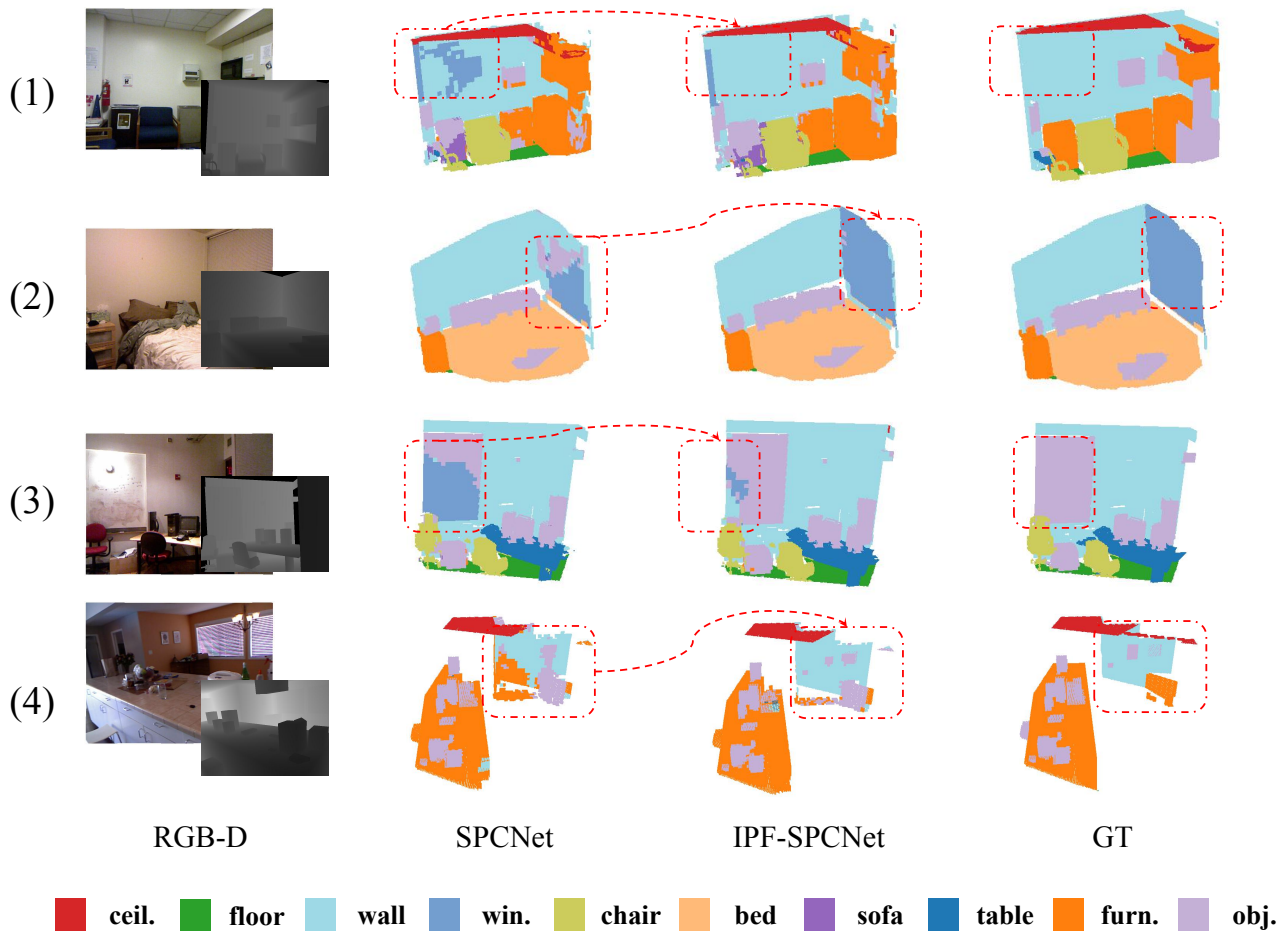 (1)
(2)
(3)
(4)
RGB-D SPCNet IPF-SPCNet GT
ceil. floor wall win. chair bed sofa table furn. obj.